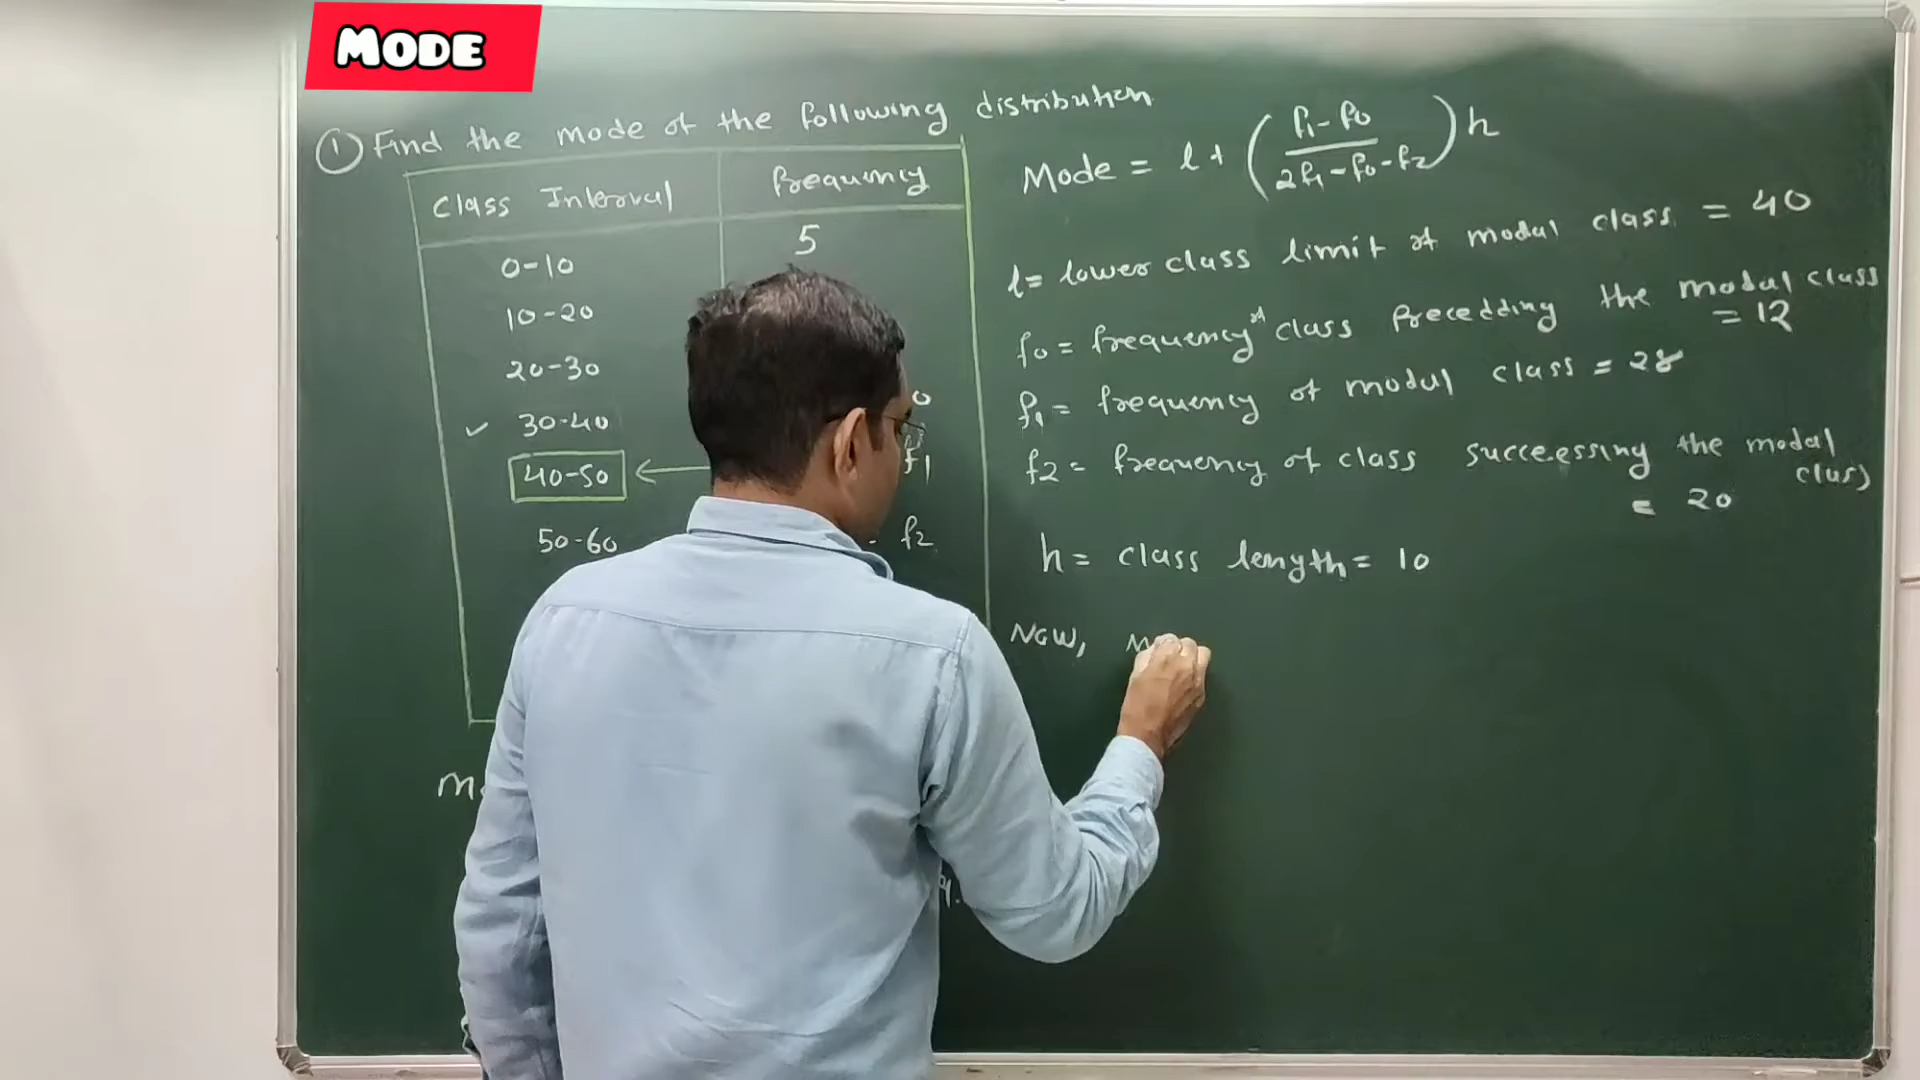 MODE
① Find the mode of the following distribution
Class Interval Frequency
0-10 5
10-20
20-30
✓ 30-40 0
40-50 f1
50-60 - f2
Mode = l + (f1 - f0 / 2f1 - f0 - f2) h
l = lower class limit of modal class = 40
f0 = frequency of class Precedding the modal class
= 12
f1 = frequency of modal class = 28
f2 = frequency of class successing the modal
class
= 20
h = class length = 10
Now, M